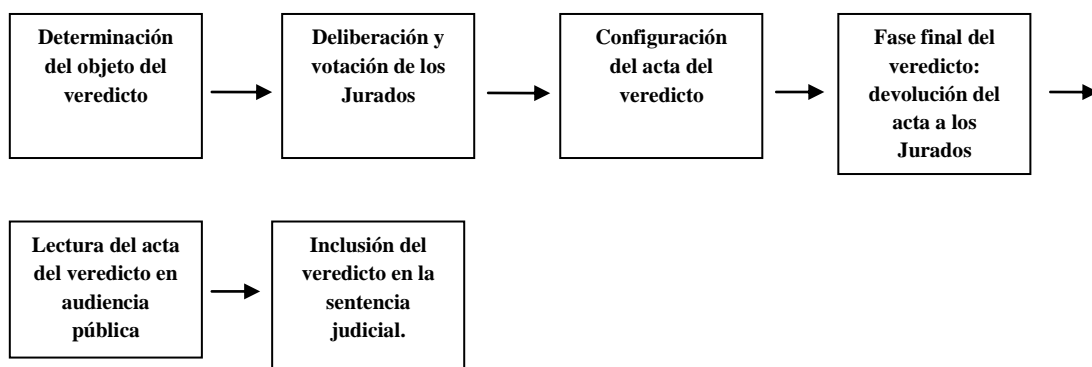 Determinación
del objeto del
veredicto
Deliberación y
votación de los
Jurados
Configuración
del acta del
veredicto
Fase final del
veredicto:
devolución del
acta a los
Jurados
Lectura del acta
del veredicto en
audiencia
pública
Inclusión del
veredicto en la
sentencia
judicial.